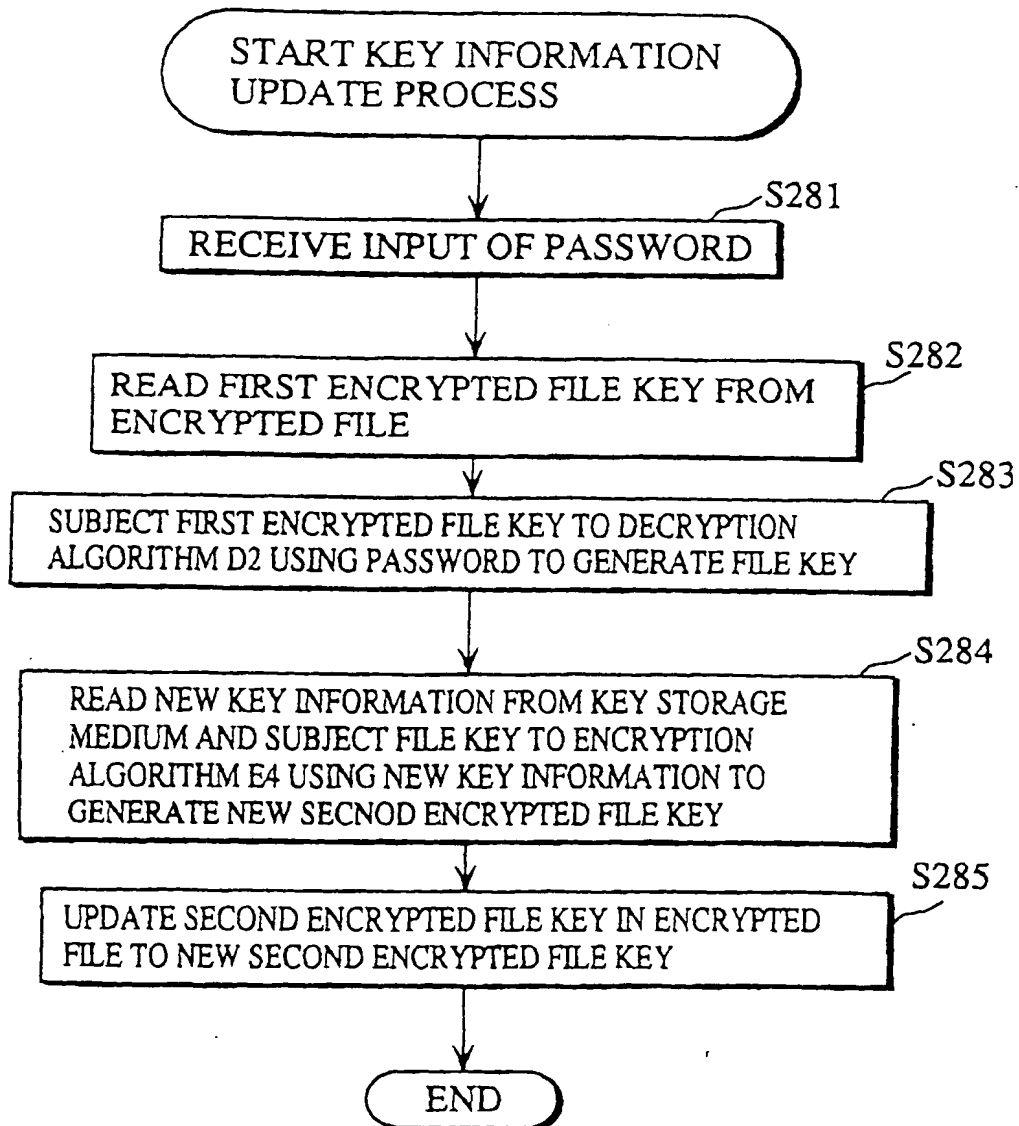 START KEY INFORMATION
UPDATE PROCESS
S281
RECEIVE INPUT OF PASSWORD
S282
READ FIRST ENCRYPTED FILE KEY FROM
ENCRYPTED FILE
S283
SUBJECT FIRST ENCRYPTED FILE KEY TO DECRYPTION
ALGORITHM D2 USING PASSWORD TO GENERATE FILE KEY
S284
READ NEW KEY INFORMATION FROM KEY STORAGE
MEDIUM AND SUBJECT FILE KEY TO ENCRYPTION
ALGORITHM E4 USING NEW KEY INFORMATION TO
GENERATE NEW SECNOD ENCRYPTED FILE KEY
S285
UPDATE SECOND ENCRYPTED FILE KEY IN ENCRYPTED
FILE TO NEW SECOND ENCRYPTED FILE KEY
END